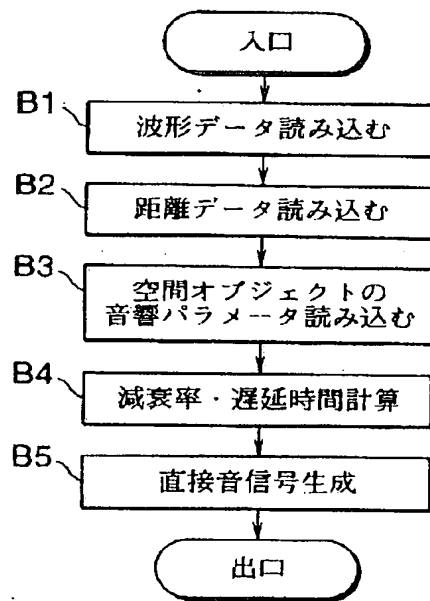 入口
B1
波形データ読み込む
B2
距離データ読み込む
B3
空間オブジェクトの
音響パラメータ読み込む
B4
減衰率・遅延時間計算
B5
直接音信号生成
出口